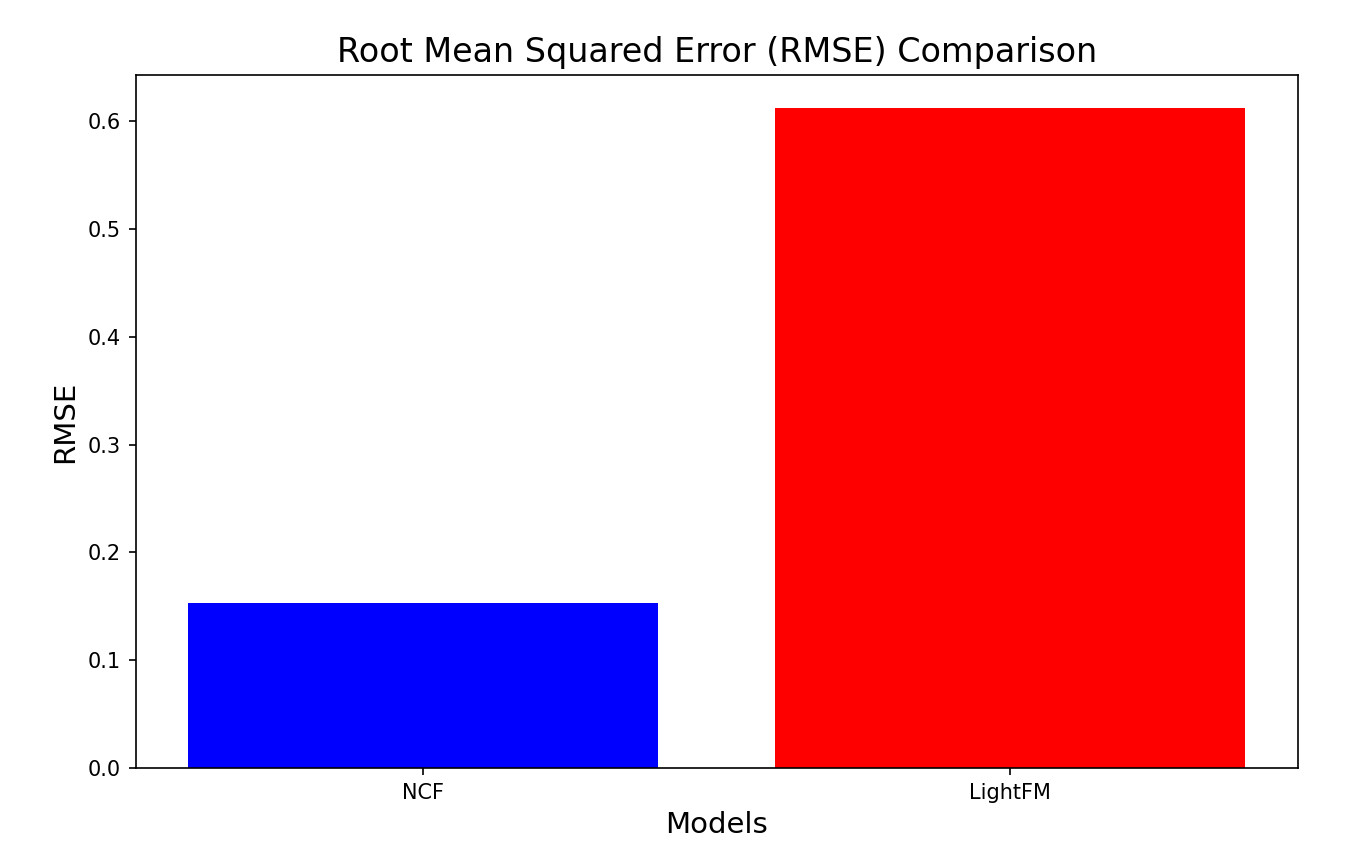 Root Mean Squared Error (RMSE) Comparison
RMSE
0.6
0.5
0.4
0.3
0.2
0.1
0.0
NCF
LightFM
Models